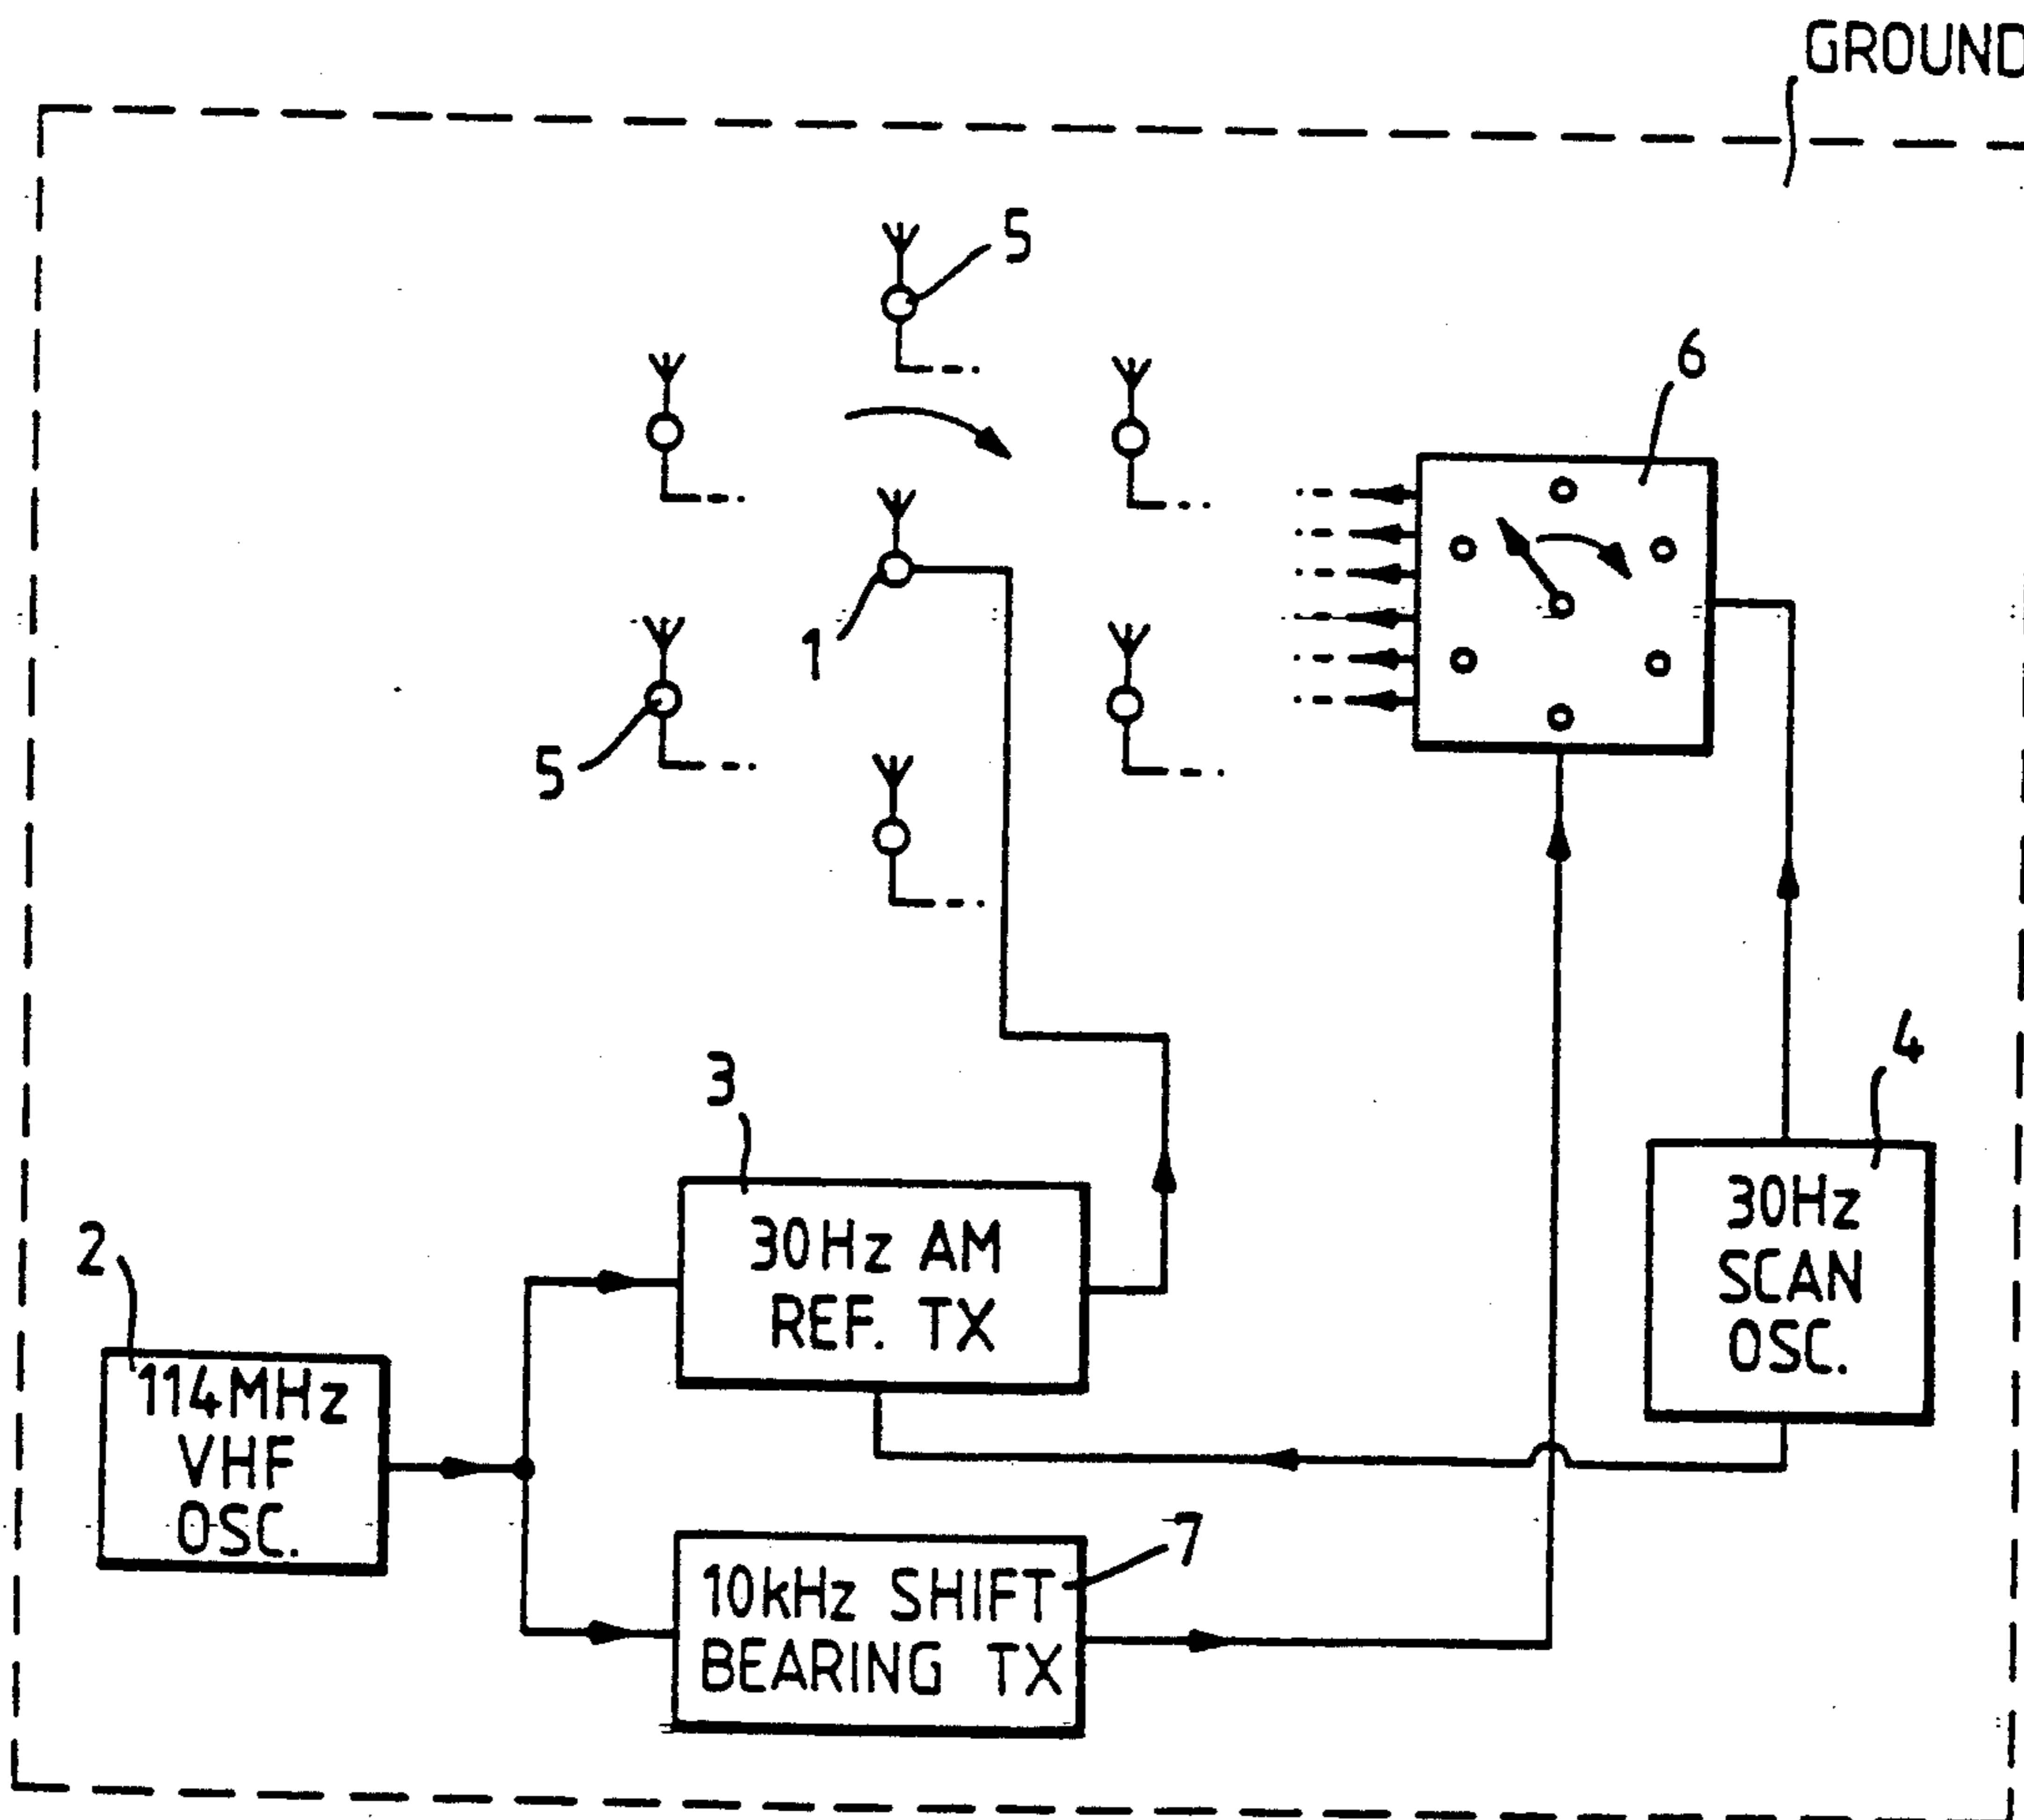 GROUND
5
6
1
5
3
4
30Hz AM
REF. TX
30Hz
SCAN
OSC.
2
114MHz
VHF
OSC.
7
10kHz SHIFT
BEARING TX